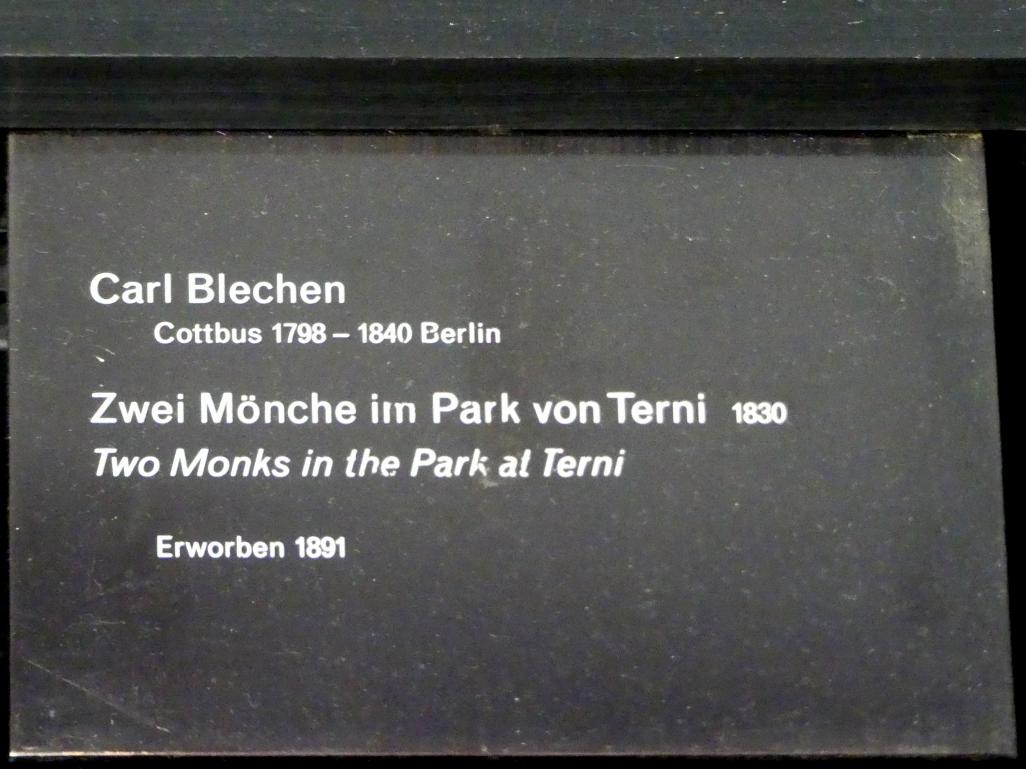 Carl Blechen
Cottbus 1798 – 1840 Berlin
Zwei Mönche im Park von Terni 1830
Two Monks in the Park at Terni
Erworben 1891